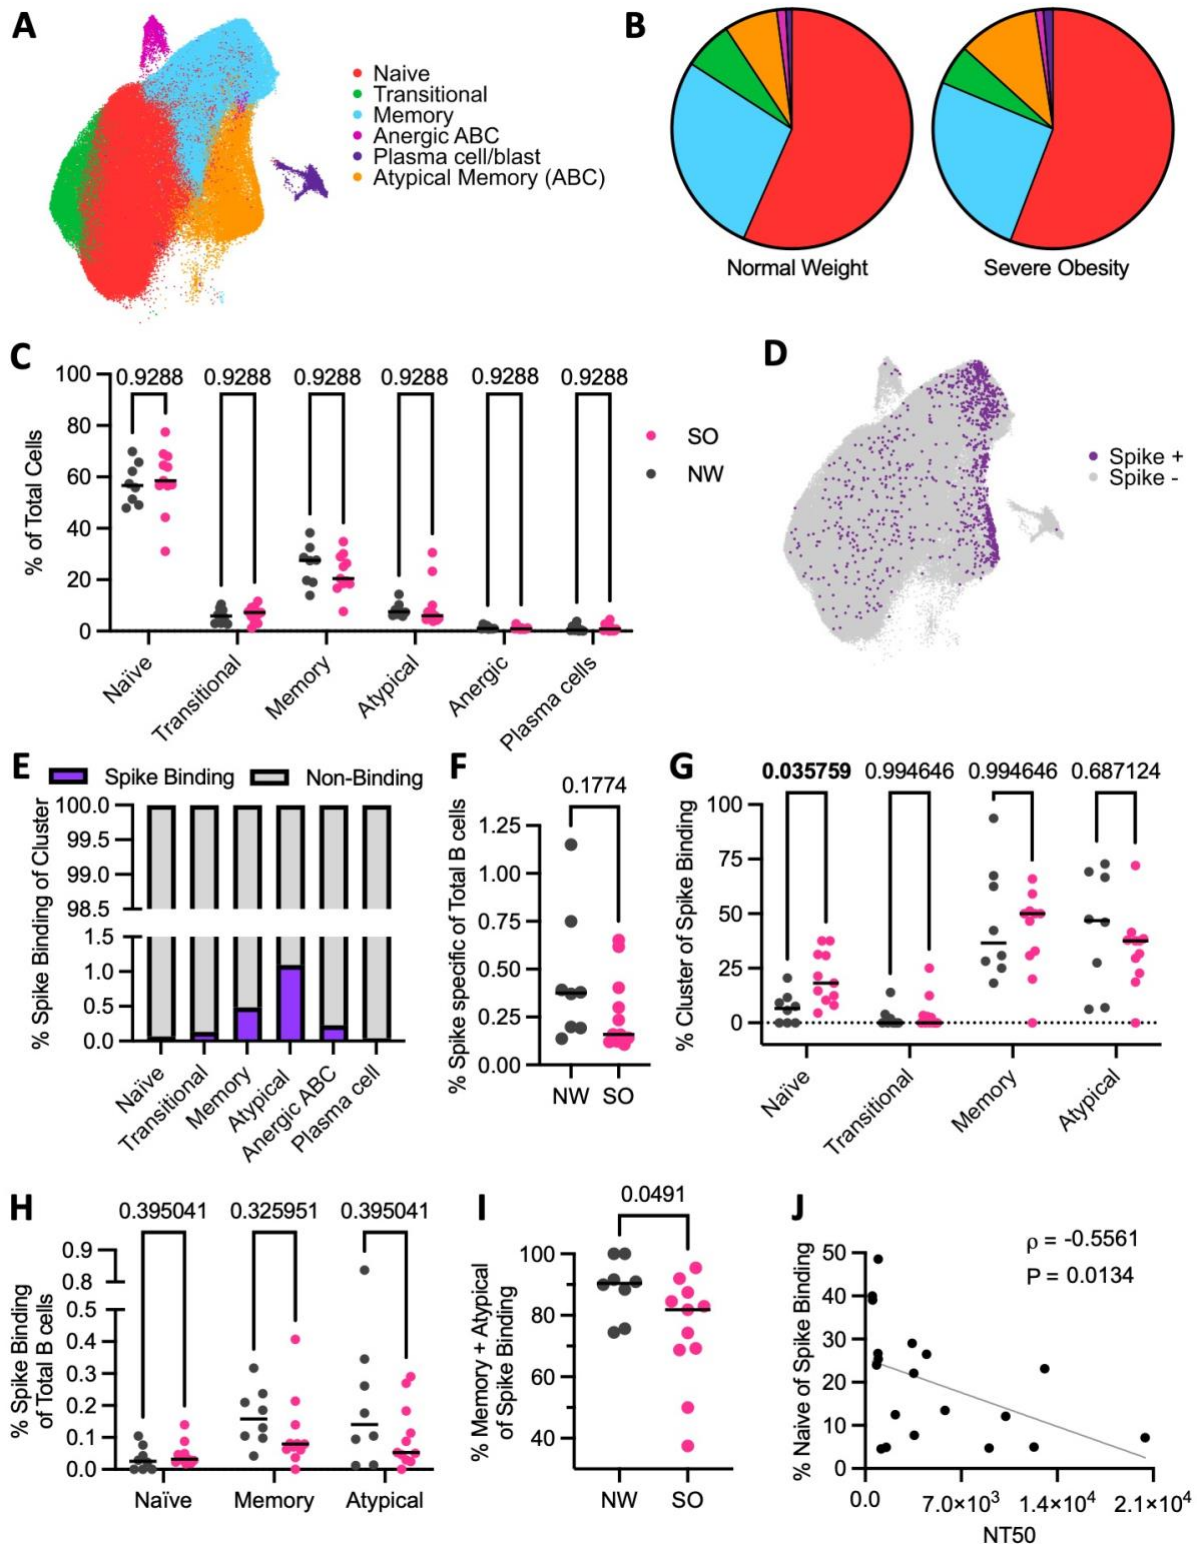 A
Naive
Transitional
Memory
Anergic ABC
Plasma cell/blast
Atypical Memory (ABC)
B
Normal Weight
Severe Obesity
C
% of Total Cells
100
80
60
40
20
0
0.9288 0.9288 0.9288 0.9288 0.9288 0.9288
Naïve
Transitional
Memory
Atypical
Anergic
Plasma cells
SO
NW
D
Spike +
Spike -
E
Spike Binding Non-Binding
% Spike Binding of Cluster
100.0
99.5
99.0
98.5
1.5
1.0
0.5
0.0
Naïve
Transitional
Memory
Atypical
Anergic ABC
Plasma cell
F
0.1774
% Spike specific of Total B cells
1.25
0.75
0.50
0.25
0.00
NW SO
G
0.035759 0.994646 0.994646 0.687124
% Cluster of Spike Binding
100
75
50
25
0
Naïve
Transitional
Memory
Atypical
H
0.395041 0.325951 0.395041
% Spike Binding
of Total B cells
0.9
0.8
0.5
0.4
0.3
0.2
0.1
0.0
Naïve Memory Atypical
I
0.0491
% Memory + Atypical
of Spike Binding
100
80
60
40
NW SO
J
ρ = -0.5561
P = 0.0134
% Naive of Spike Binding
50
40
30
20
10
0
0.0 7.0×10³ 1.4×10⁴ 2.1×10⁴
NT50